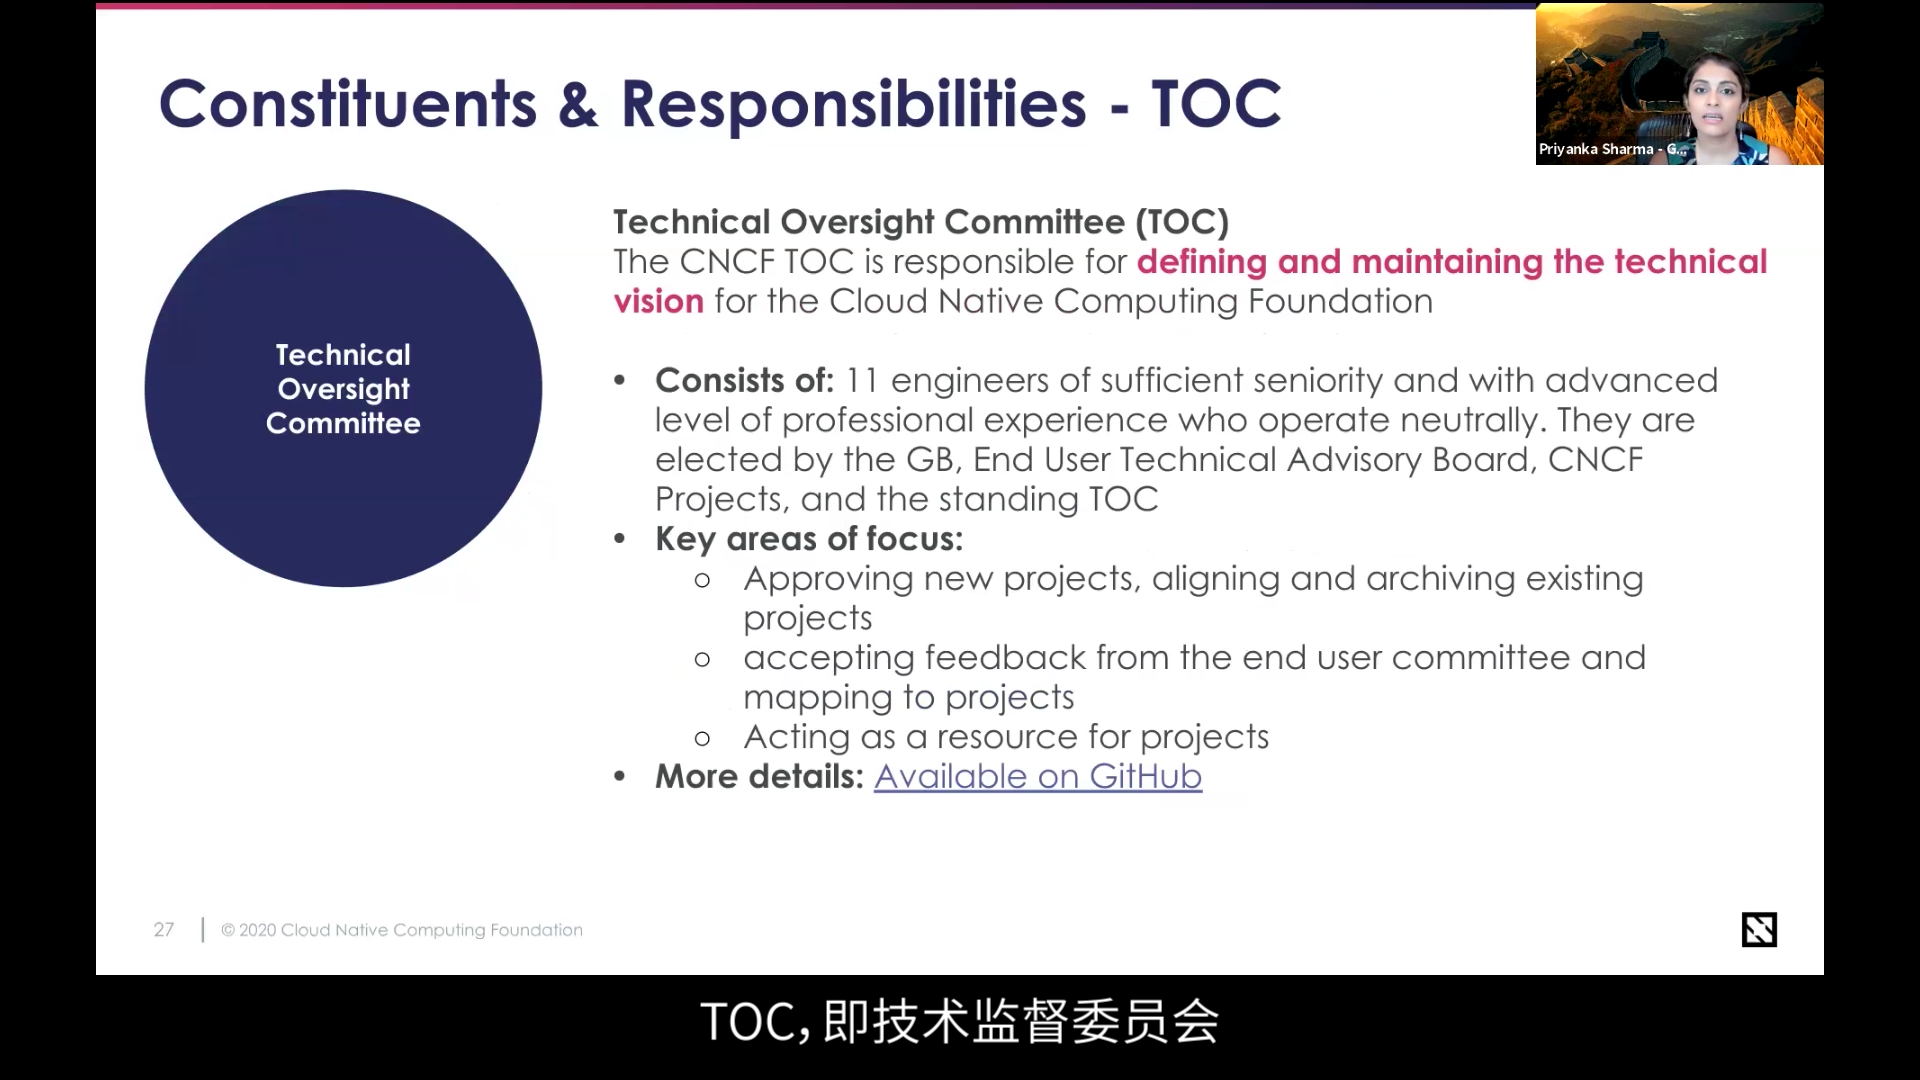 Constituents & Responsibilities - TOC
Priyanka Sharma - G...
Technical
Oversight
Committee
Technical Oversight Committee (TOC)
The CNCF TOC is responsible for defining and maintaining the technical
vision for the Cloud Native Computing Foundation
• Consists of: 11 engineers of sufficient seniority and with advanced
level of professional experience who operate neutrally. They are
elected by the GB, End User Technical Advisory Board, CNCF
Projects, and the standing TOC
• Key areas of focus:
○ Approving new projects, aligning and archiving existing
projects
○ accepting feedback from the end user committee and
mapping to projects
○ Acting as a resource for projects
• More details: Available on GitHub
27 | © 2020 Cloud Native Computing Foundation
TOC，即技术监督委员会